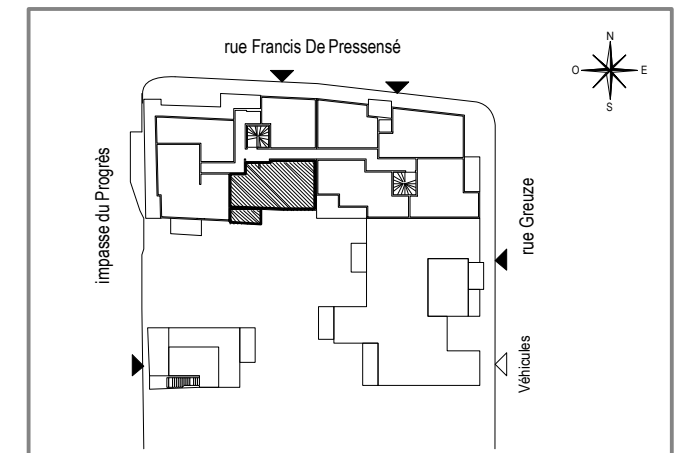 rue Francis De Pressensé
N
O
E
S
impasse du Progrès
rue Greuze
Véhicules